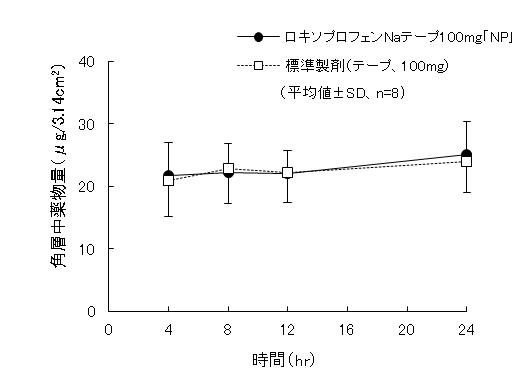 ロキソプロフェンNaテープ100mg「NP」
標準製剤(テープ、100mg)
(平均値±SD、n=8)
角層中薬物量(μg/3.14cm²)
40
30
20
10
0
0 4 8 12 16 20 24
時間(hr)